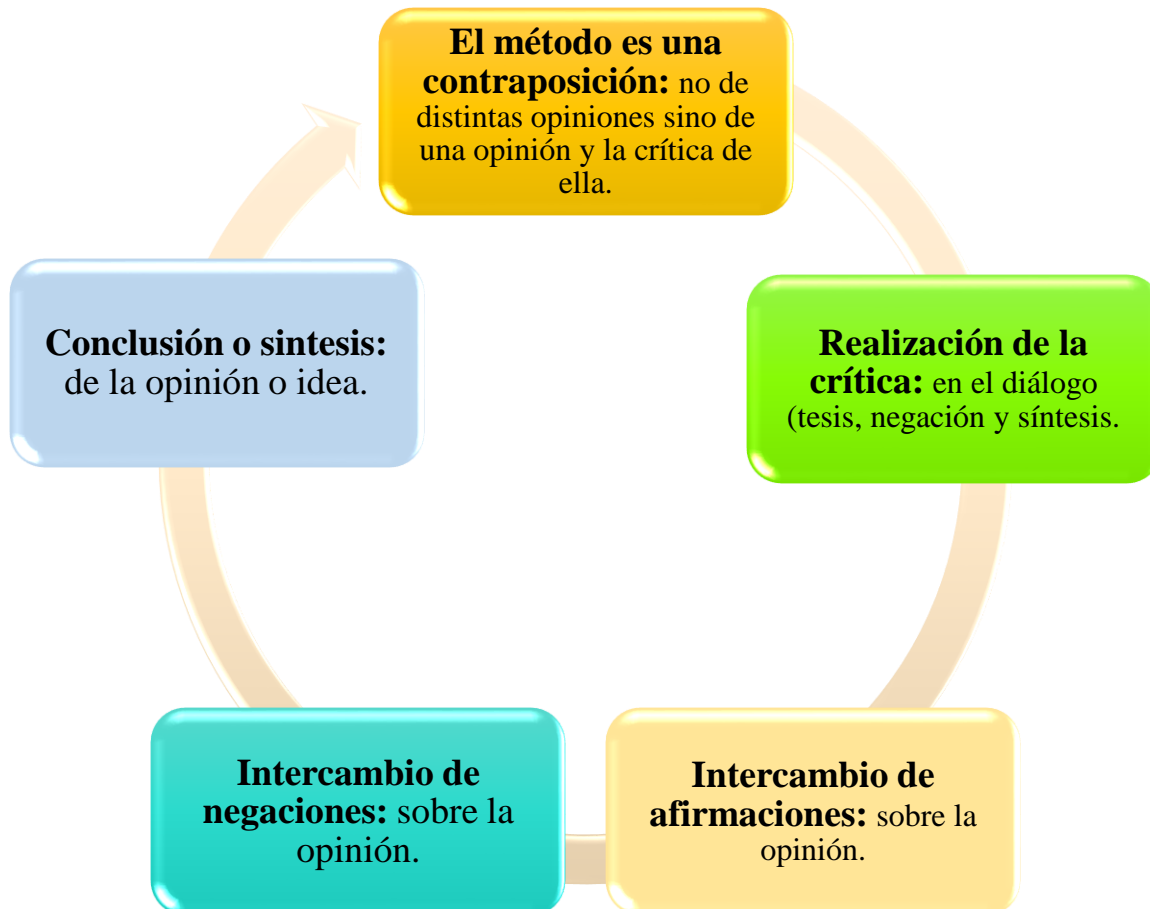 El método es una
contraposición: no de
distintas opiniones sino de
una opinión y la crítica de
ella.
Realización de la
crítica: en el diálogo
(tesis, negación y síntesis.
Intercambio de
afirmaciones: sobre la
opinión.
Intercambio de
negaciones: sobre la
opinión.
Conclusión o sintesis:
de la opinión o idea.